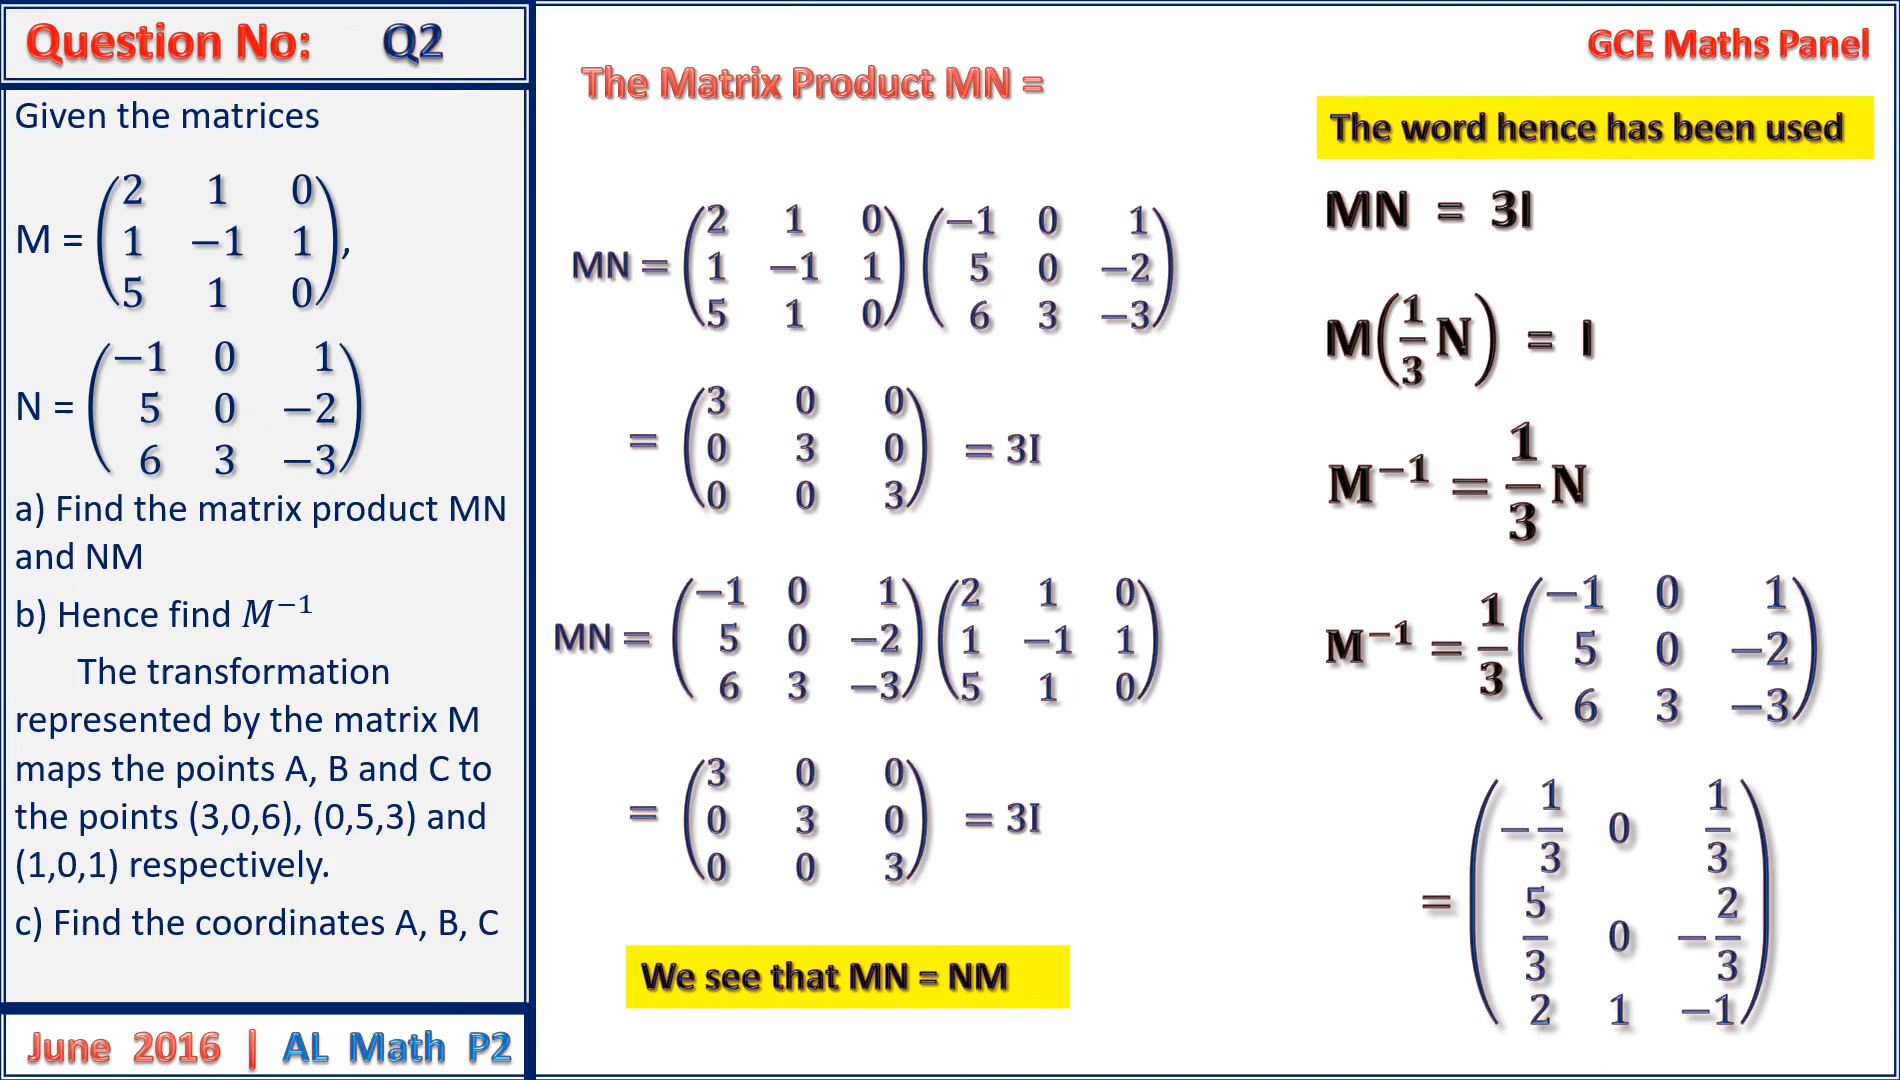 Question No: Q2
Given the matrices
M = (2 1 0
1 −1 1
5 1 0),
N = (−1 0 1
5 0 −2
6 3 −3)
a) Find the matrix product MN
and NM
b) Hence find M⁻¹
The transformation
represented by the matrix M
maps the points A, B and C to
the points (3,0,6), (0,5,3) and
(1,0,1) respectively.
c) Find the coordinates A, B, C
June 2016 | AL Math P2
The Matrix Product MN =
MN = (2 1 0
1 −1 1
5 1 0) (−1 0 1
5 0 −2
6 3 −3)
= (3 0 0
0 3 0
0 0 3) = 3I
MN = (−1 0 1
5 0 −2
6 3 −3) (2 1 0
1 −1 1
5 1 0)
= (3 0 0
0 3 0
0 0 3) = 3I
We see that MN = NM
GCE Maths Panel
The word hence has been used
MN = 3I
M(1/3 N) = I
M⁻¹ = 1/3 N
M⁻¹ = 1/3 (−1 0 1
5 0 −2
6 3 −3)
= (−1/3 0 1/3
5/3 0 −2/3
2 1 −1)